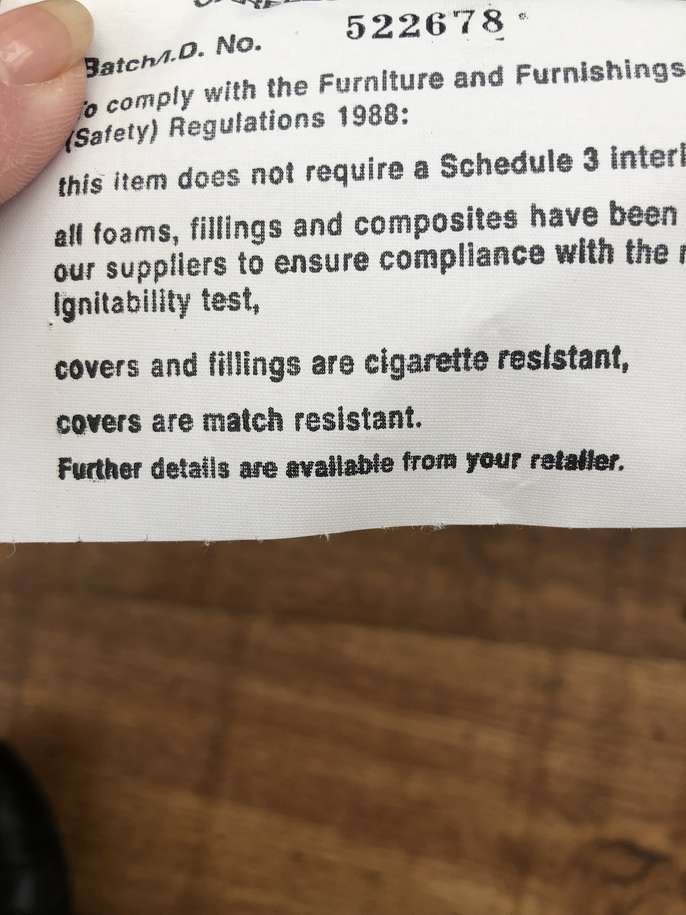 Batch/I.D. No. 522678
To comply with the Furniture and Furnishings
(Safety) Regulations 1988:
this item does not require a Schedule 3
all foams, fillings and composites have been
our suppliers to ensure compliance with the
Ignitability test,
covers and fillings are cigarette resistant,
covers are match resistant.
Further details are available from your retailer.